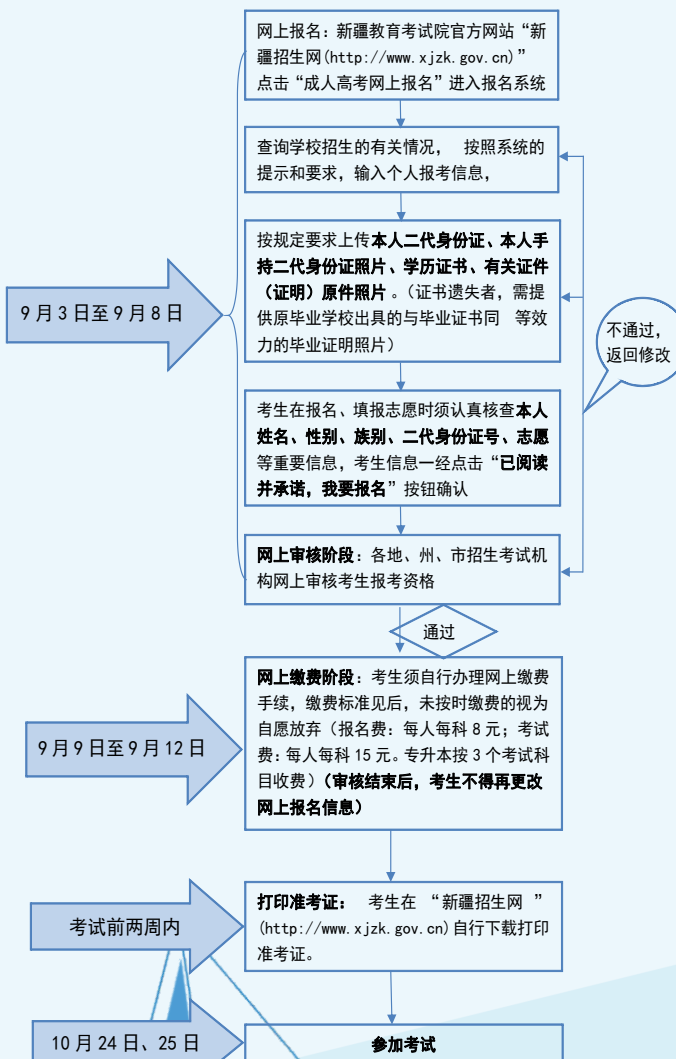 网上报名：新疆教育考试院官方网站“新
疆招生网(http://www.xjzk.gov.cn)”
点击“成人高考网上报名”进入报名系统
查询学校招生的有关情况， 按照系统的
提示和要求，输入个人报考信息，
按规定要求上传本人二代身份证、本人手
持二代身份证照片、学历证书、有关证件
（证明）原件照片。（证书遗失者，需提
供原毕业学校出具的与毕业证书同 等效
力的毕业证明照片）
9月3日至9月8日
不通过，
返回修改
考生在报名、填报志愿时须认真核查本人
姓名、性别、族别、二代身份证号、志愿
等重要信息，考生信息一经点击“已阅读
并承诺，我要报名”按钮确认
网上审核阶段：各地、州、市招生考试机
构网上审核考生报考资格
通过
网上缴费阶段：考生须自行办理网上缴费
手续，缴费标准见后，未按时缴费的视为
自愿放弃（报名费：每人每科8元；考试
费：每人每科15元。专升本按3个考试科
目收费）（审核结束后，考生不得再更改
网上报名信息）
9月9日至9月12日
打印准考证： 考生在 “新疆招生网 ”
(http://www.xjzk.gov.cn)自行下载打印
准考证。
考试前两周内
10月24日、25日
参加考试